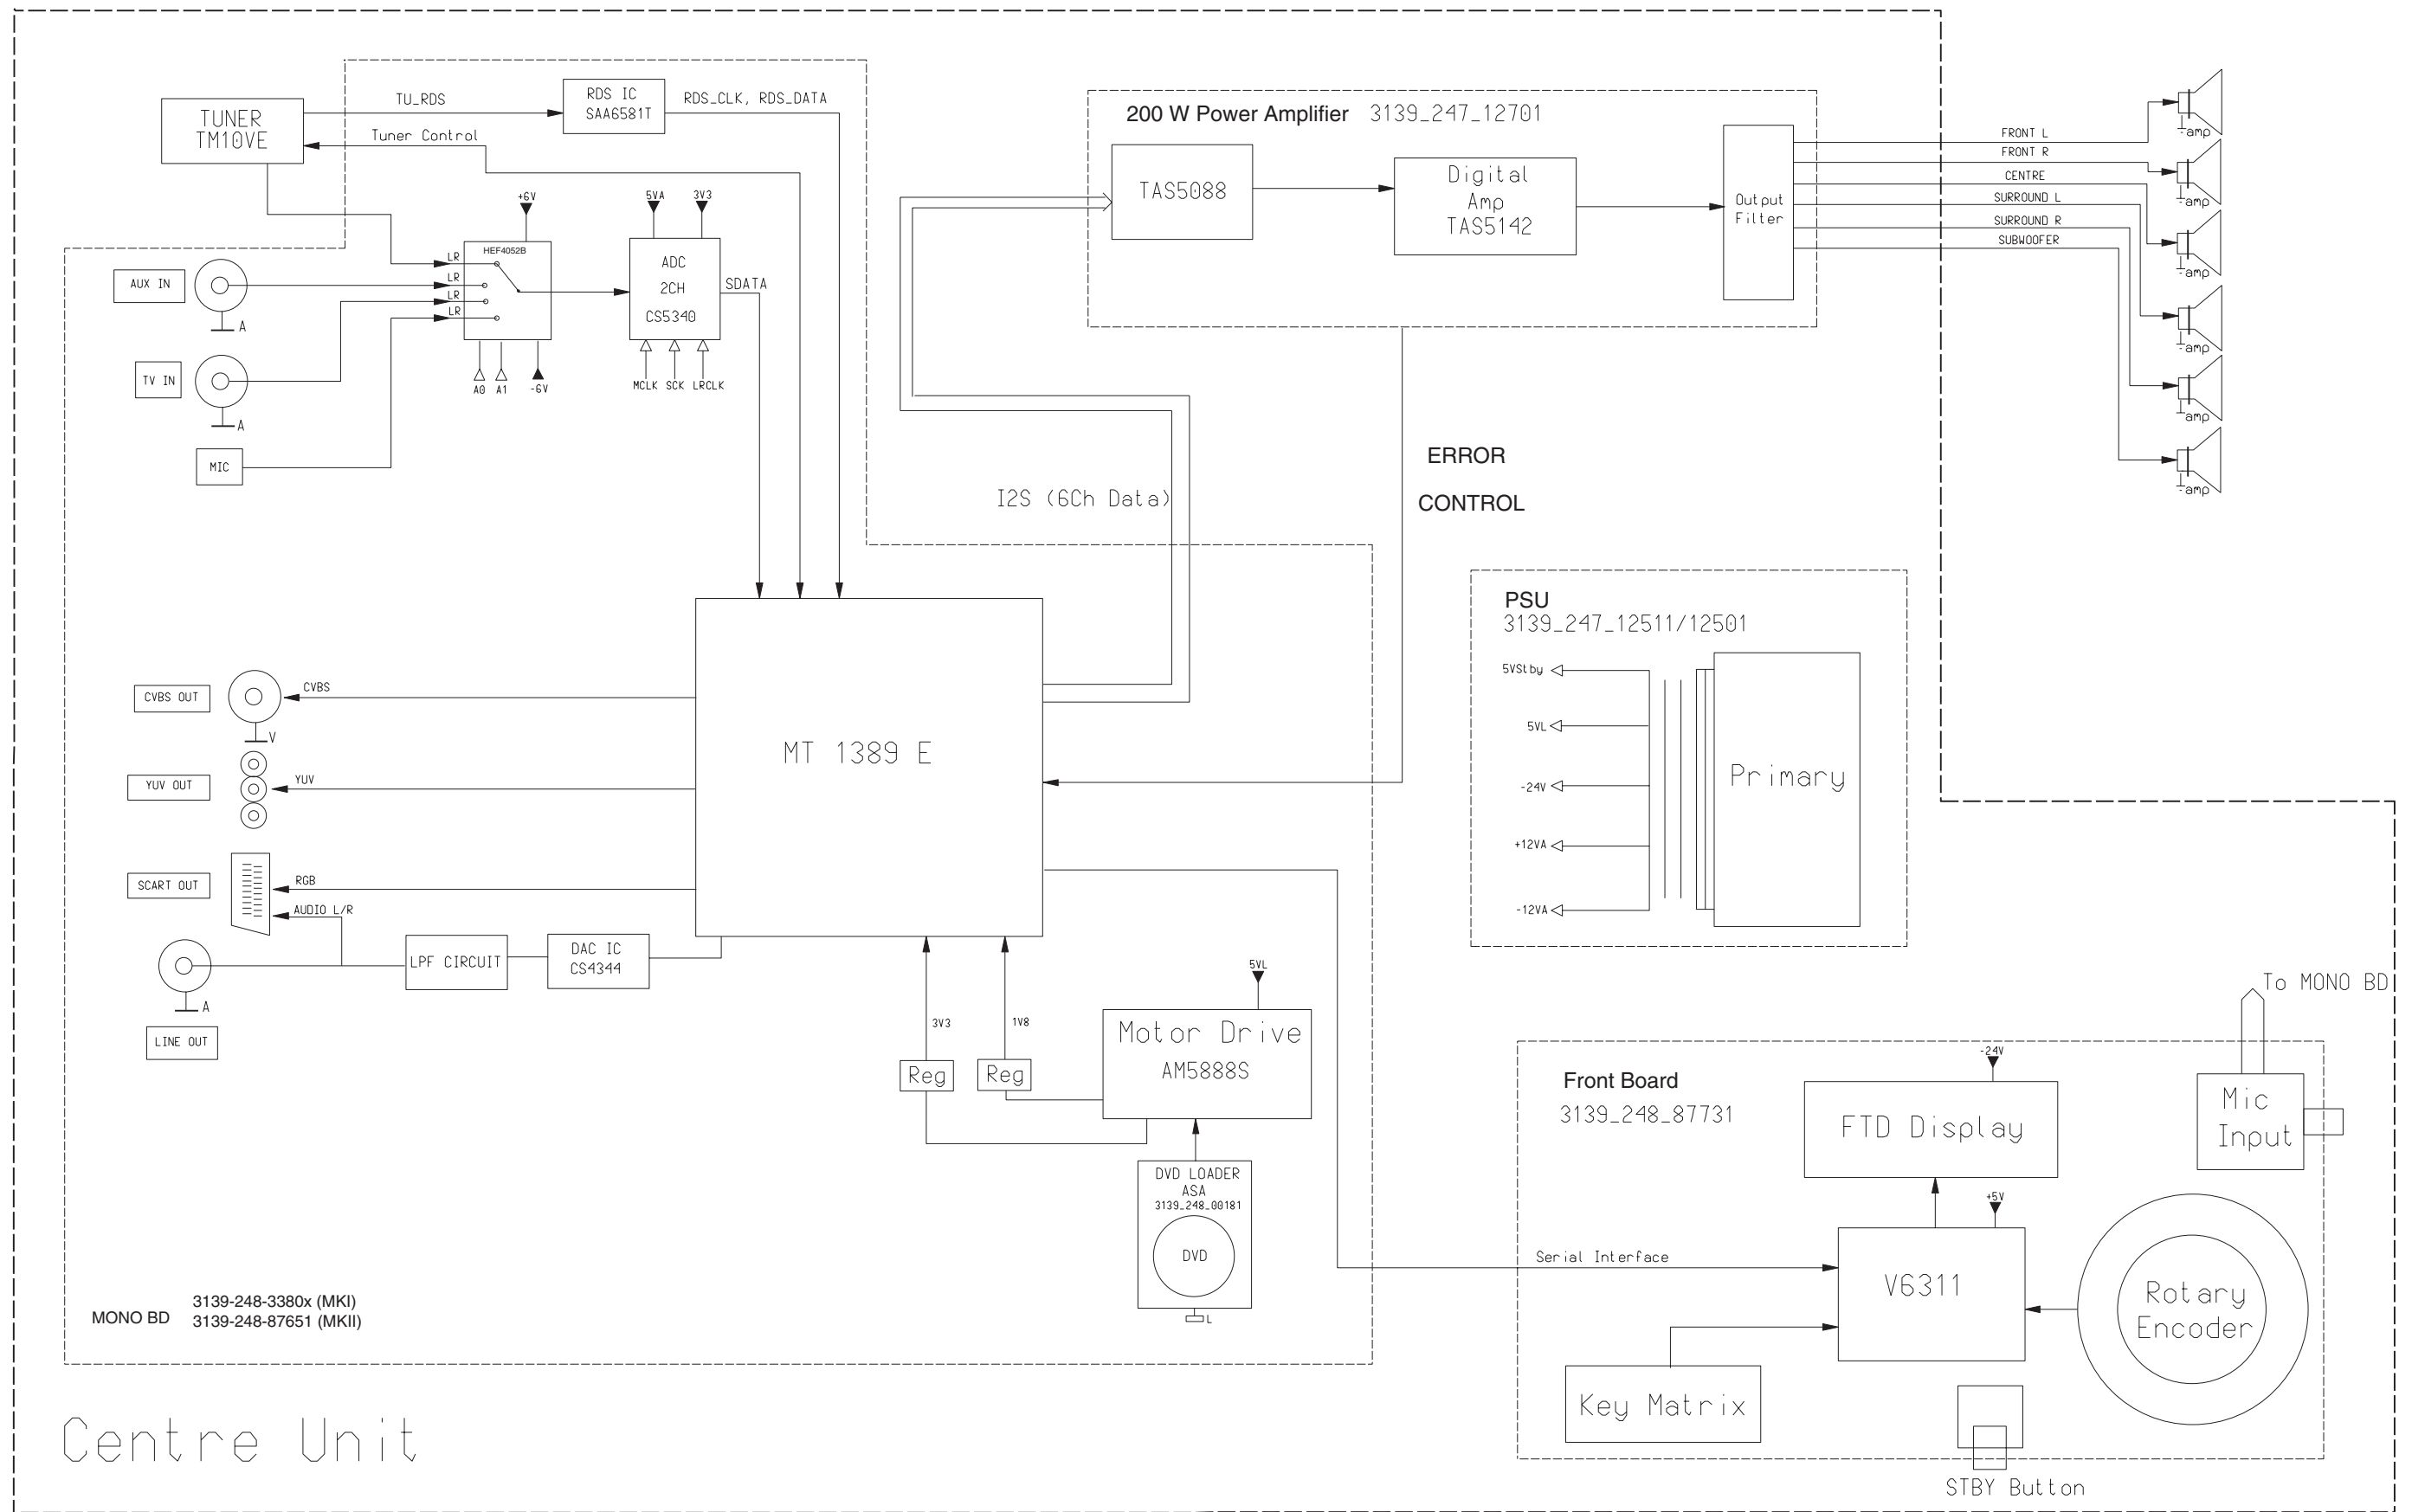 TUNER
TM10VE
TU_RDS
Tuner Control
RDS IC
SAA6581T
RDS_CLK, RDS_DATA
+6V
5VA
3V3
HEF4052B
LR
LR
LR
LR
A0
A1
-6V
ADC
2CH
CS5340
SDATA
MCLK
SCK
LRCLK
AUX IN
A
TV IN
A
MIC
200 W Power Amplifier
3139_247_12701
TAS5088
Digital
Amp
TAS5142
Output
Filter
FRONT L
FRONT R
CENTRE
SURROUND L
SURROUND R
SUBWOOFER
amp
amp
amp
amp
amp
amp
I2S (6Ch Data)
ERROR
CONTROL
MT 1389 E
CVBS OUT
CVBS
V
YUV OUT
YUV
SCART OUT
RGB
AUDIO L/R
LPF CIRCUIT
DAC IC
CS4344
A
LINE OUT
3V3
1V8
Reg
Reg
5VL
Motor Drive
AM5888S
DVD LOADER
ASA
3139_248_00181
DVD
L
PSU
3139_247_12511/12501
5VStby
5VL
-24V
+12VA
-12VA
Primary
To MONO BD
Front Board
3139_248_87731
-24V
FTD Display
Mic
Input
+5V
Serial Interface
V6311
Rotary
Encoder
Key Matrix
STBY Button
MONO BD
3139-248-3380x (MKI)
3139-248-87651 (MKII)
Centre Unit